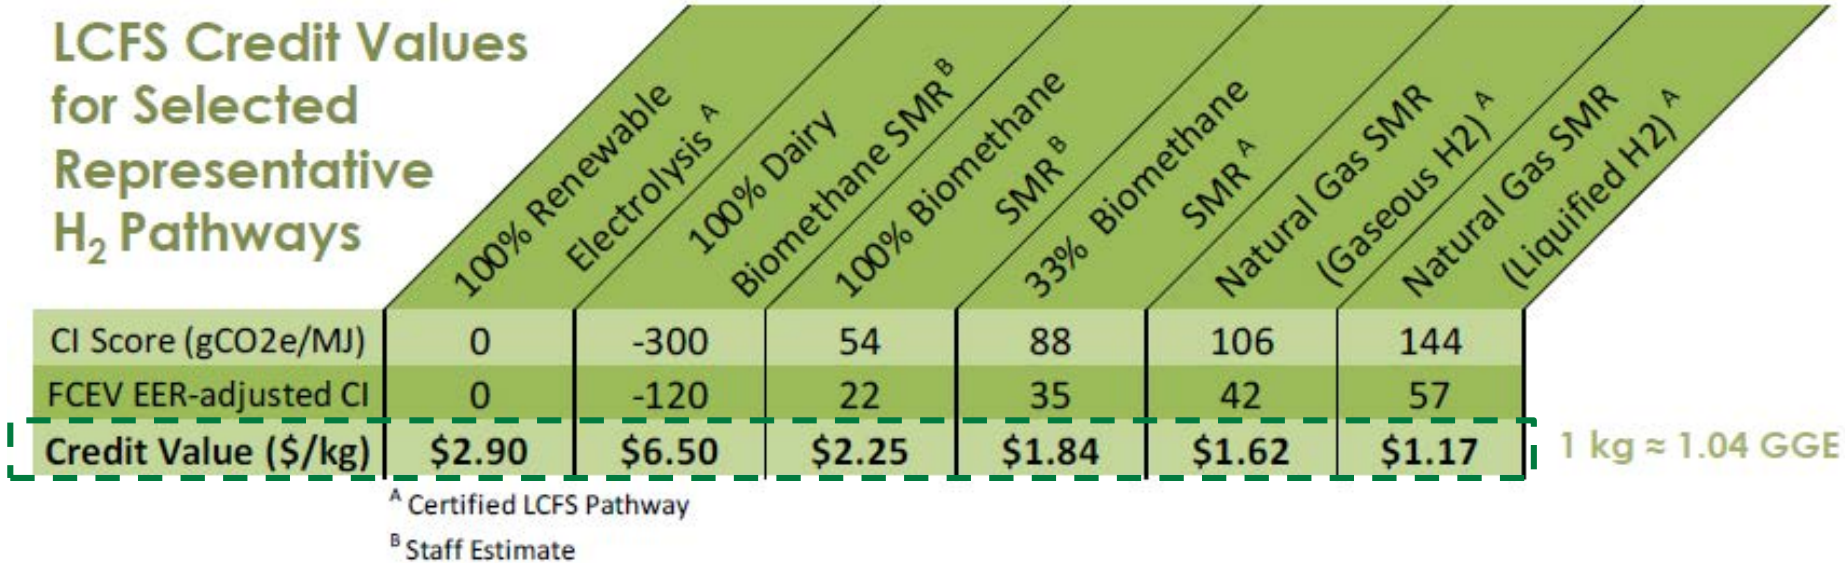 LCFS Credit Values
for Selected
Representative
H₂ Pathways
100% Renewable
Electrolysis ᴬ
100% Dairy
Biomethane SMR ᴮ
100% Biomethane
SMR ᴮ
33% Biomethane
SMR ᴬ
Natural Gas SMR
(Gaseous H2) ᴬ
Natural Gas SMR
(Liquified H2) ᴬ
CI Score (gCO2e/MJ) 0 -300 54 88 106 144
FCEV EER-adjusted CI 0 -120 22 35 42 57
Credit Value ($/kg) $2.90 $6.50 $2.25 $1.84 $1.62 $1.17
1 kg ≈ 1.04 GGE
ᴬ Certified LCFS Pathway
ᴮ Staff Estimate